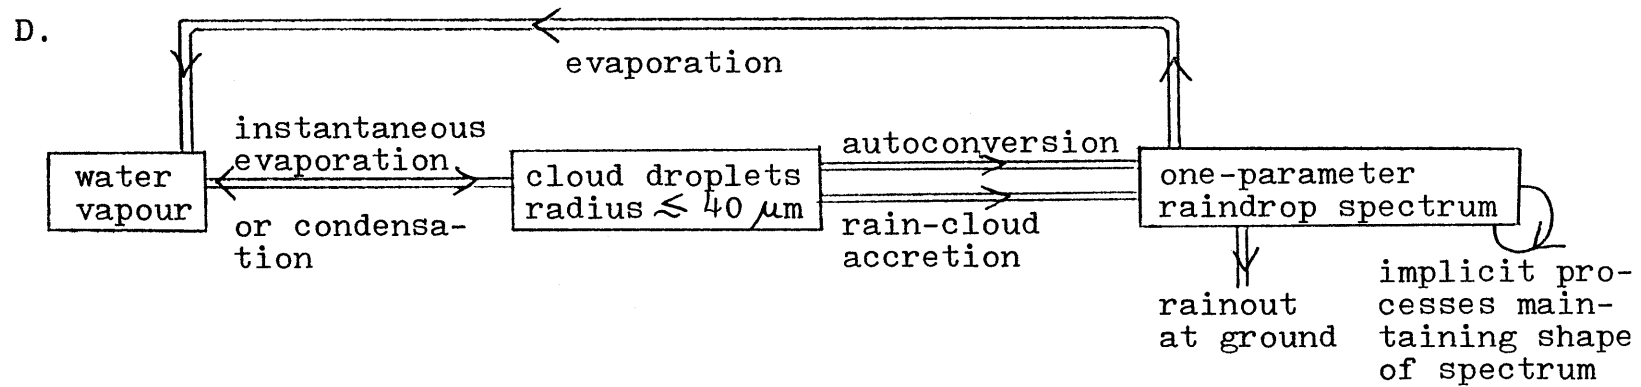 D.
evaporation
instantaneous
evaporation
or condensa-
tion
water
vapour
cloud droplets
radius ≲ 40 μm
autoconversion
rain-cloud
accretion
one-parameter
raindrop spectrum
rainout
at ground
implicit pro-
cesses main-
taining shape
of spectrum